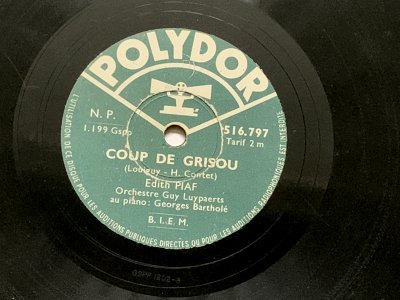 POLYDOR
N. P.
1.199 Gspp
516.797
Tarif 2 m
COUP DE GRISOU
(Louiguy - H. Contet)
Edith PIAF
Orchestre Guy Luypaerts
au piano: Georges Bartholé
B. I. E. M.
L'UTILISATION DE CE DISQUE POUR LES AUDITIONS PUBLIQUES DIRECTES OU POUR LES AUDITIONS RADIOPHONIQUES EST INTERDITE